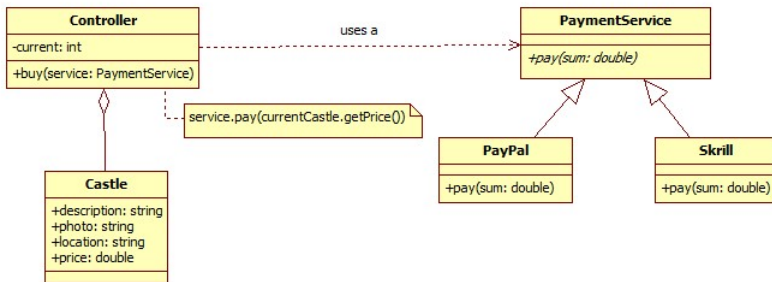 Controller
-current: int
+buy(service: PaymentService)
uses a
PaymentService
+pay(sum: double)
service.pay(currentCastle.getPrice())
PayPal
+pay(sum: double)
Skrill
+pay(sum: double)
Castle
+description: string
+photo: string
+location: string
+price: double